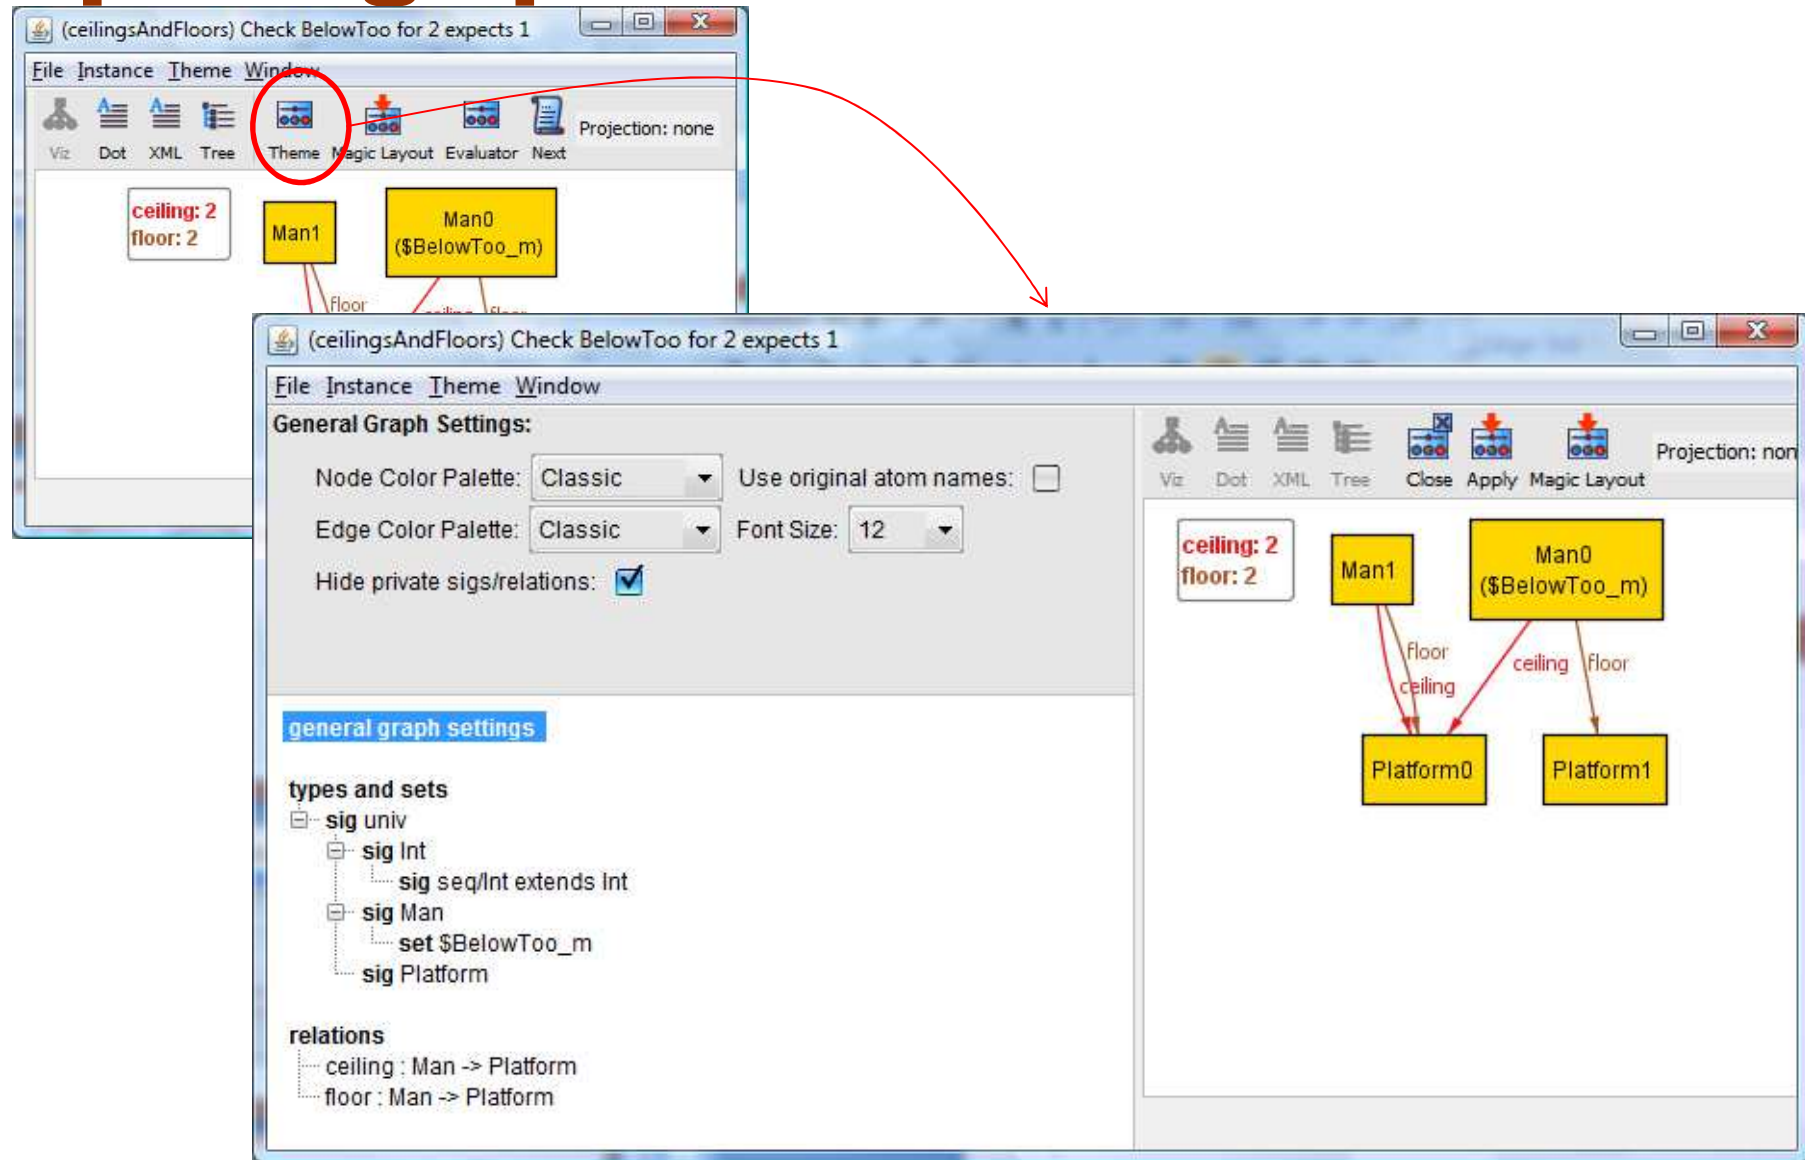 (ceilingsAndFloors) Check BelowToo for 2 expects 1
File Instance Theme Window
Viz Dot XML Tree Theme Magic Layout Evaluator Next Projection: none
ceiling: 2
floor: 2
Man1
Man0
($BelowToo_m)
floor
ceiling floor
(ceilingsAndFloors) Check BelowToo for 2 expects 1
File Instance Theme Window
General Graph Settings:
Node Color Palette: Classic Use original atom names:
Edge Color Palette: Classic Font Size: 12
Hide private sigs/relations:
general graph settings
types and sets
sig univ
sig Int
sig seq/Int extends Int
sig Man
set $BelowToo_m
sig Platform
relations
ceiling : Man -> Platform
floor : Man -> Platform
Viz Dot XML Tree Close Apply Magic Layout Projection: non
ceiling: 2
floor: 2
Man1
Man0
($BelowToo_m)
floor
ceiling
ceiling
floor
Platform0
Platform1